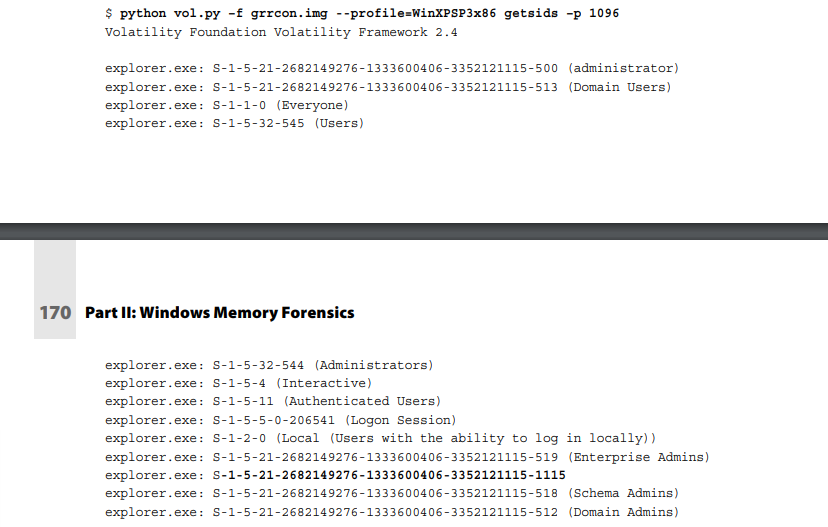 $ python vol.py -f grrcon.img --profile=WinXPSP3x86 getsids -p 1096
Volatility Foundation Volatility Framework 2.4
explorer.exe: S-1-5-21-2682149276-1333600406-3352121115-500 (administrator)
explorer.exe: S-1-5-21-2682149276-1333600406-3352121115-513 (Domain Users)
explorer.exe: S-1-1-0 (Everyone)
explorer.exe: S-1-5-32-545 (Users)
170 Part II: Windows Memory Forensics
explorer.exe: S-1-5-32-544 (Administrators)
explorer.exe: S-1-5-4 (Interactive)
explorer.exe: S-1-5-11 (Authenticated Users)
explorer.exe: S-1-5-5-0-206541 (Logon Session)
explorer.exe: S-1-2-0 (Local (Users with the ability to log in locally))
explorer.exe: S-1-5-21-2682149276-1333600406-3352121115-519 (Enterprise Admins)
explorer.exe: S-1-5-21-2682149276-1333600406-3352121115-1115
explorer.exe: S-1-5-21-2682149276-1333600406-3352121115-518 (Schema Admins)
explorer.exe: S-1-5-21-2682149276-1333600406-3352121115-512 (Domain Admins)